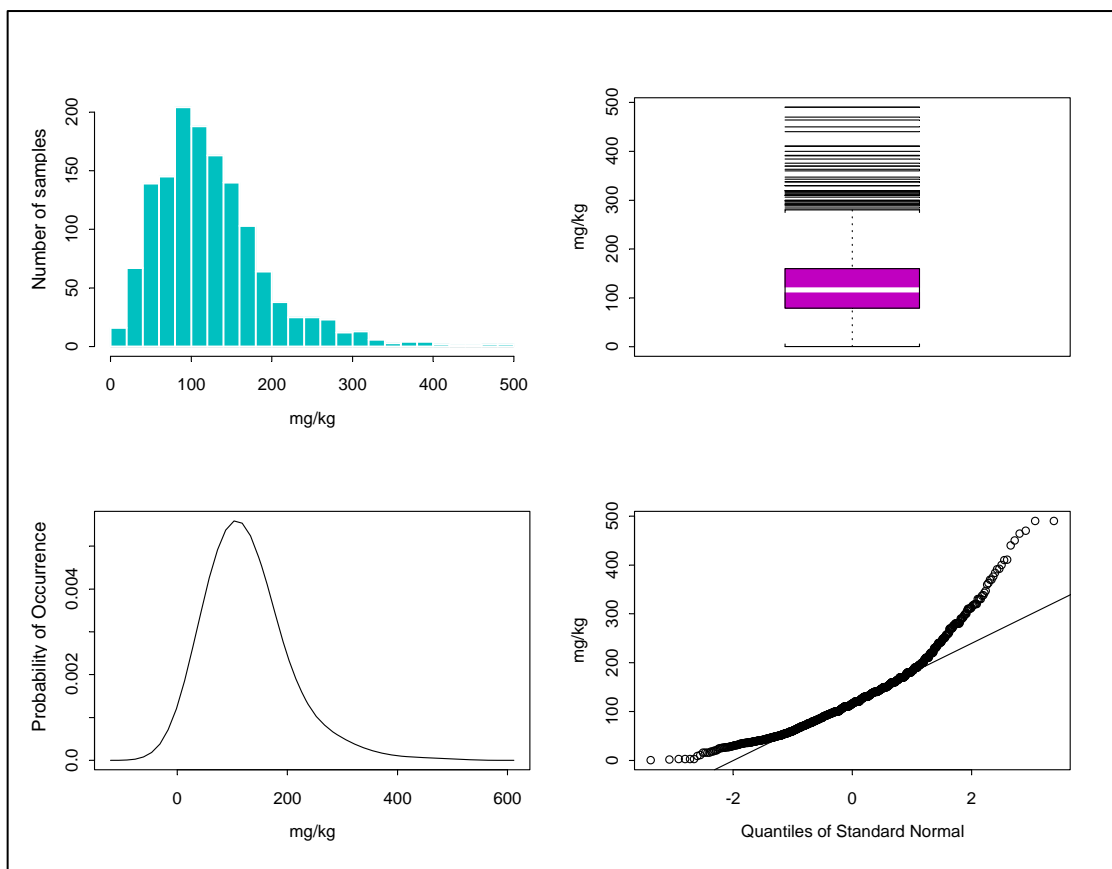 Number of samples
200
150
100
50
0
0 100 200 300 400 500
mg/kg
mg/kg
500
400
300
200
100
0
Probability of Occurrence
0.004
0.002
0.0
0 200 400 600
mg/kg
mg/kg
500
400
300
200
100
0
-2 0 2
Quantiles of Standard Normal